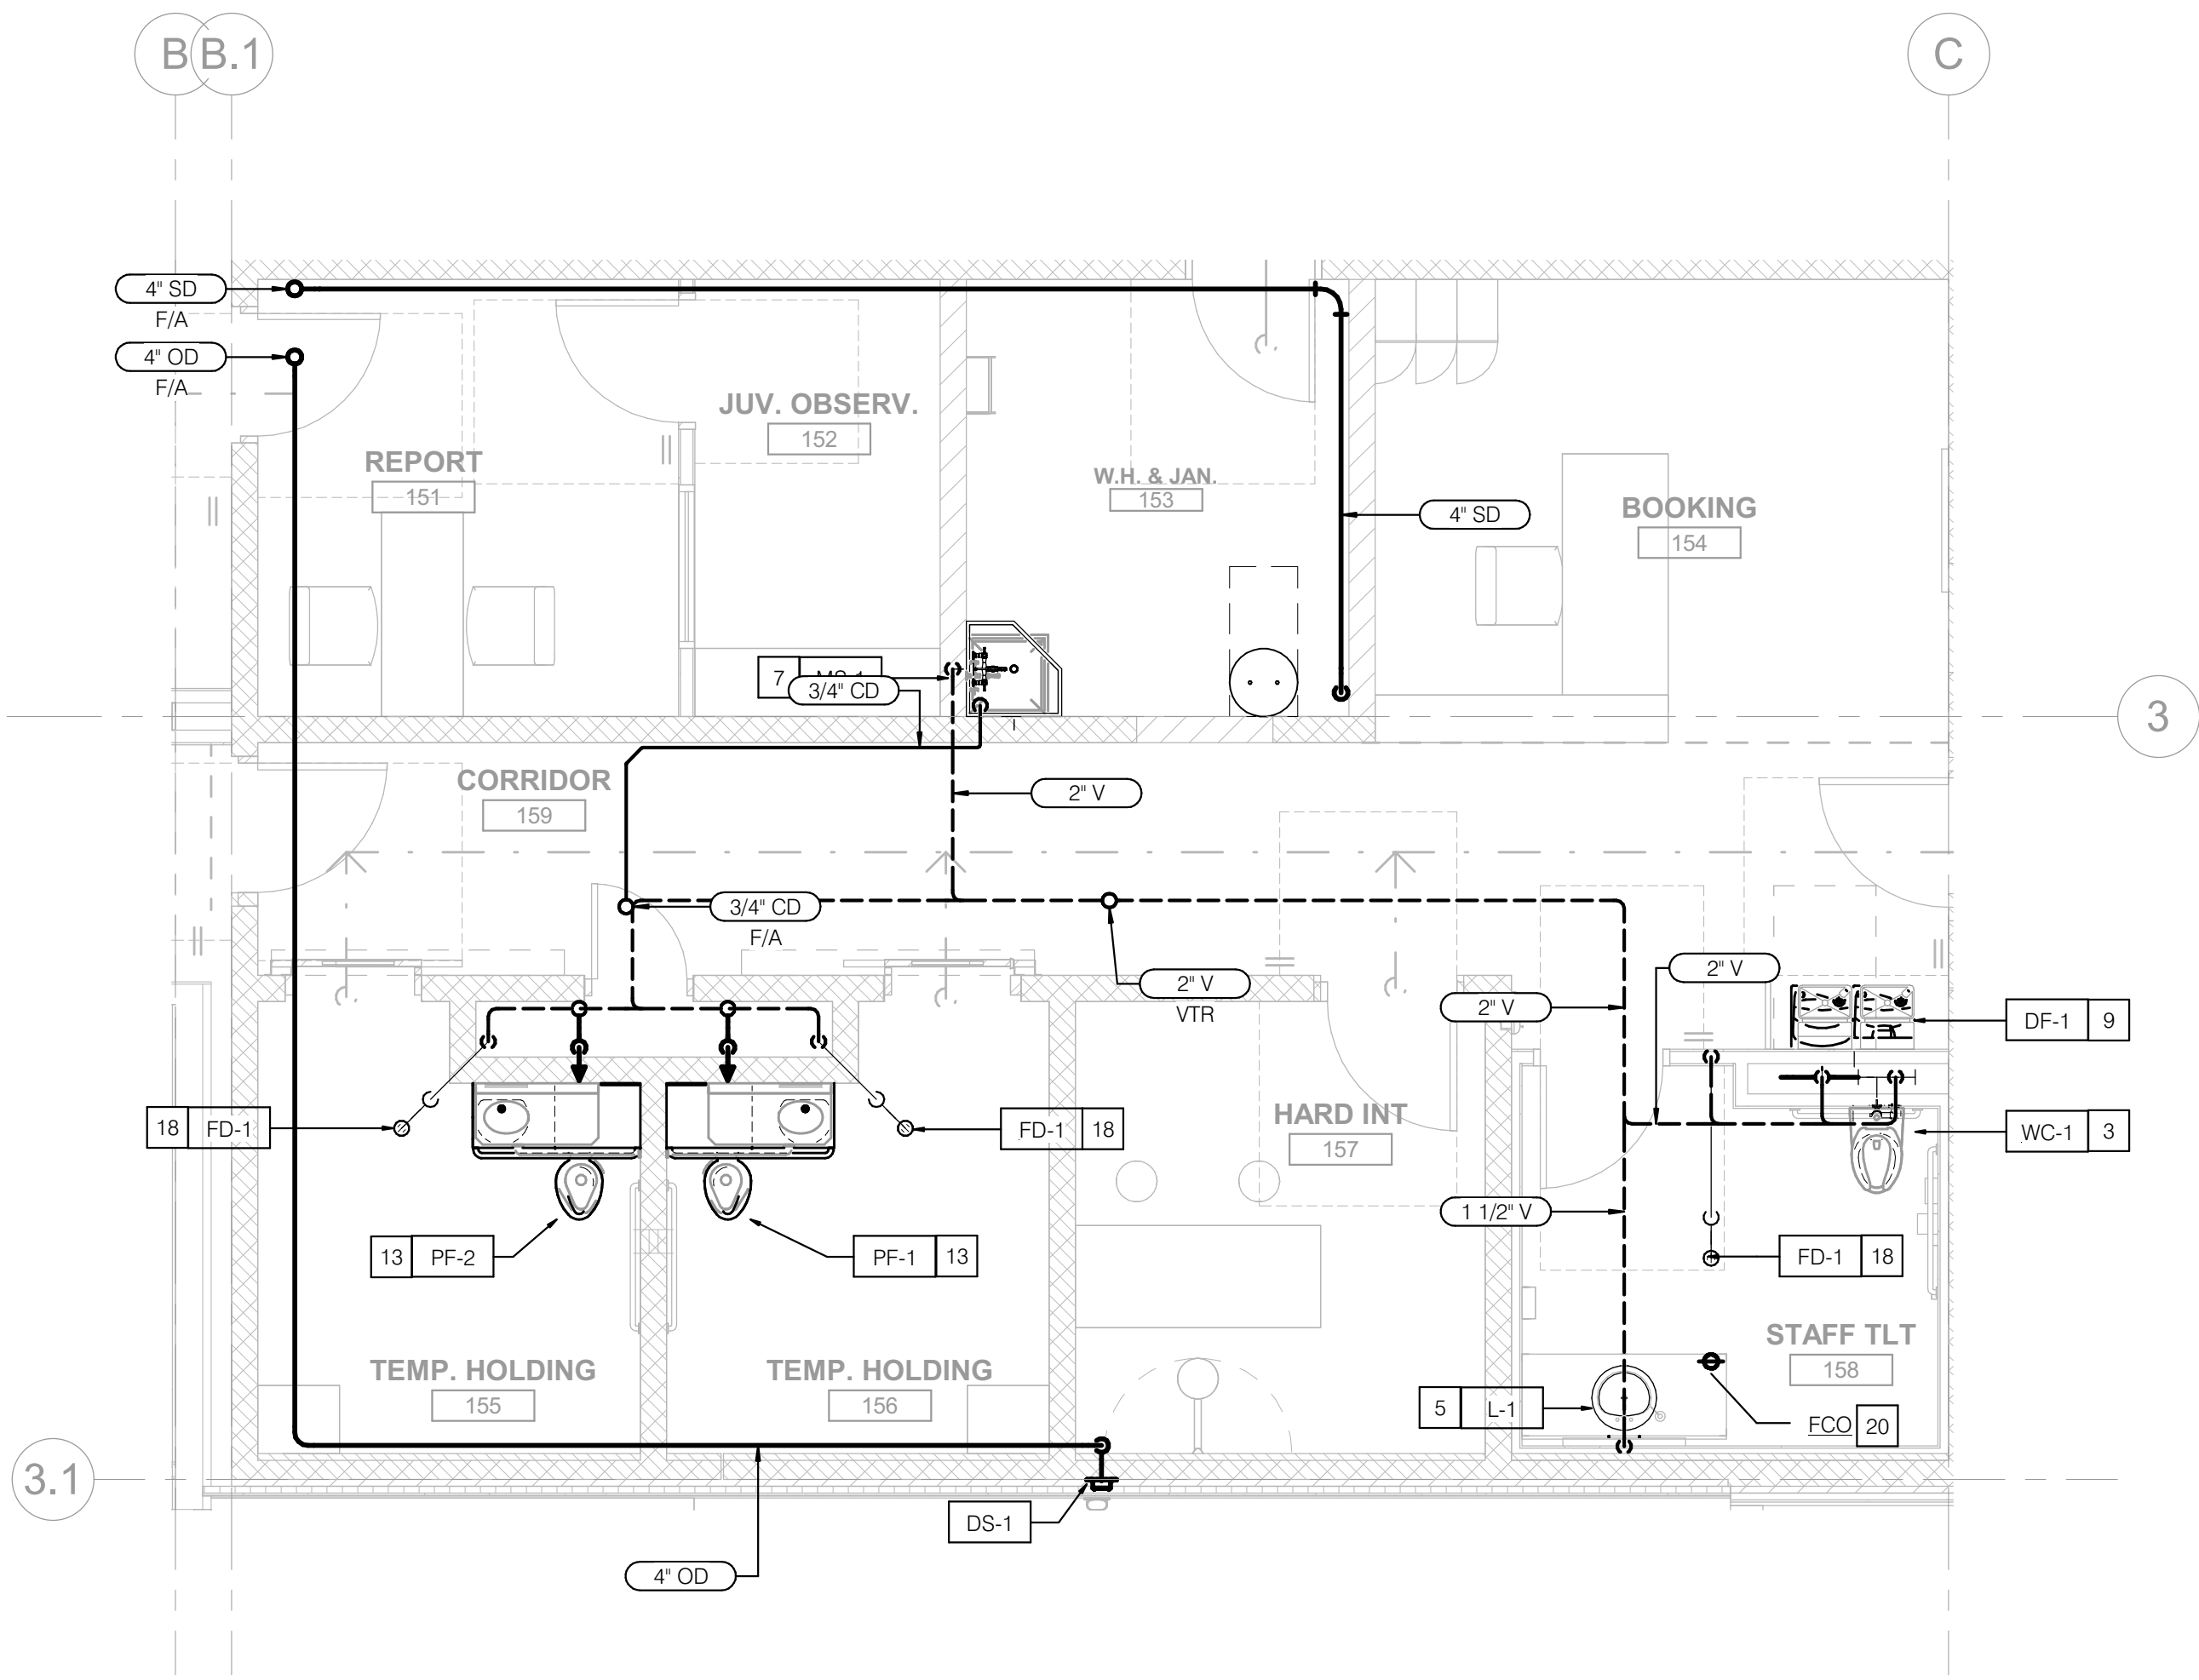 B
B.1
C
4" SD
F/A
4" OD
F/A
JUV. OBSERV.
152
REPORT
151
W.H. & JAN.
153
4" SD
BOOKING
154
7
3/4" CD
3
CORRIDOR
159
2" V
3/4" CD
F/A
2" V
VTR
2" V
2" V
DF-1 9
18 FD-1
FD-1 18
HARD INT
157
WC-1 3
1 1/2" V
13 PF-2
PF-1 13
FD-1 18
TEMP. HOLDING
155
TEMP. HOLDING
156
STAFF TLT
158
5 L-1
FCO 20
3.1
DS-1
4" OD